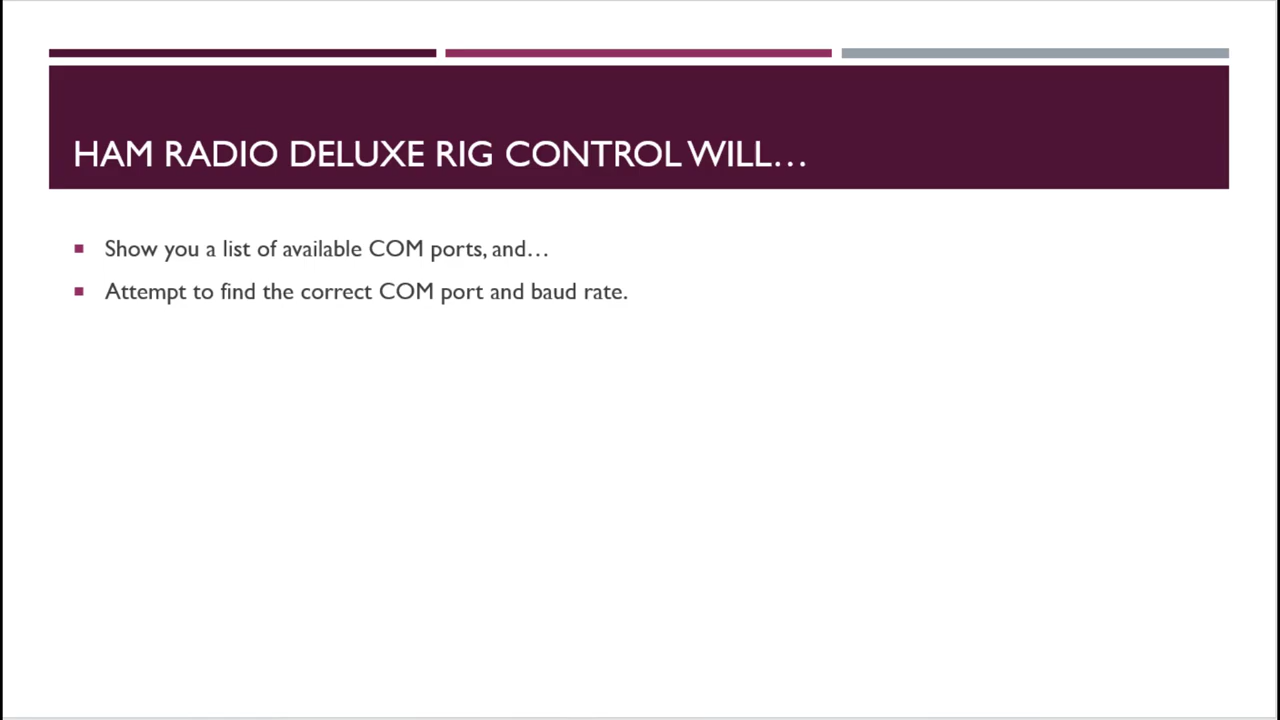 HAM RADIO DELUXE RIG CONTROL WILL…
Show you a list of available COM ports, and…
Attempt to find the correct COM port and baud rate.